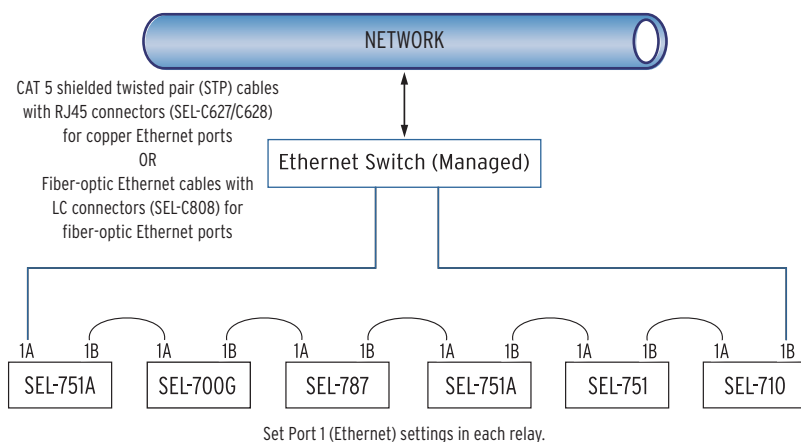 NETWORK
CAT 5 shielded twisted pair (STP) cables
with RJ45 connectors (SEL-C627/C628)
for copper Ethernet ports
OR
Fiber-optic Ethernet cables with
LC connectors (SEL-C808) for
fiber-optic Ethernet ports
Ethernet Switch (Managed)
1A 1B 1A 1B 1A 1B 1A 1B 1A 1B 1A 1B
SEL-751A SEL-700G SEL-787 SEL-751A SEL-751 SEL-710
Set Port 1 (Ethernet) settings in each relay.